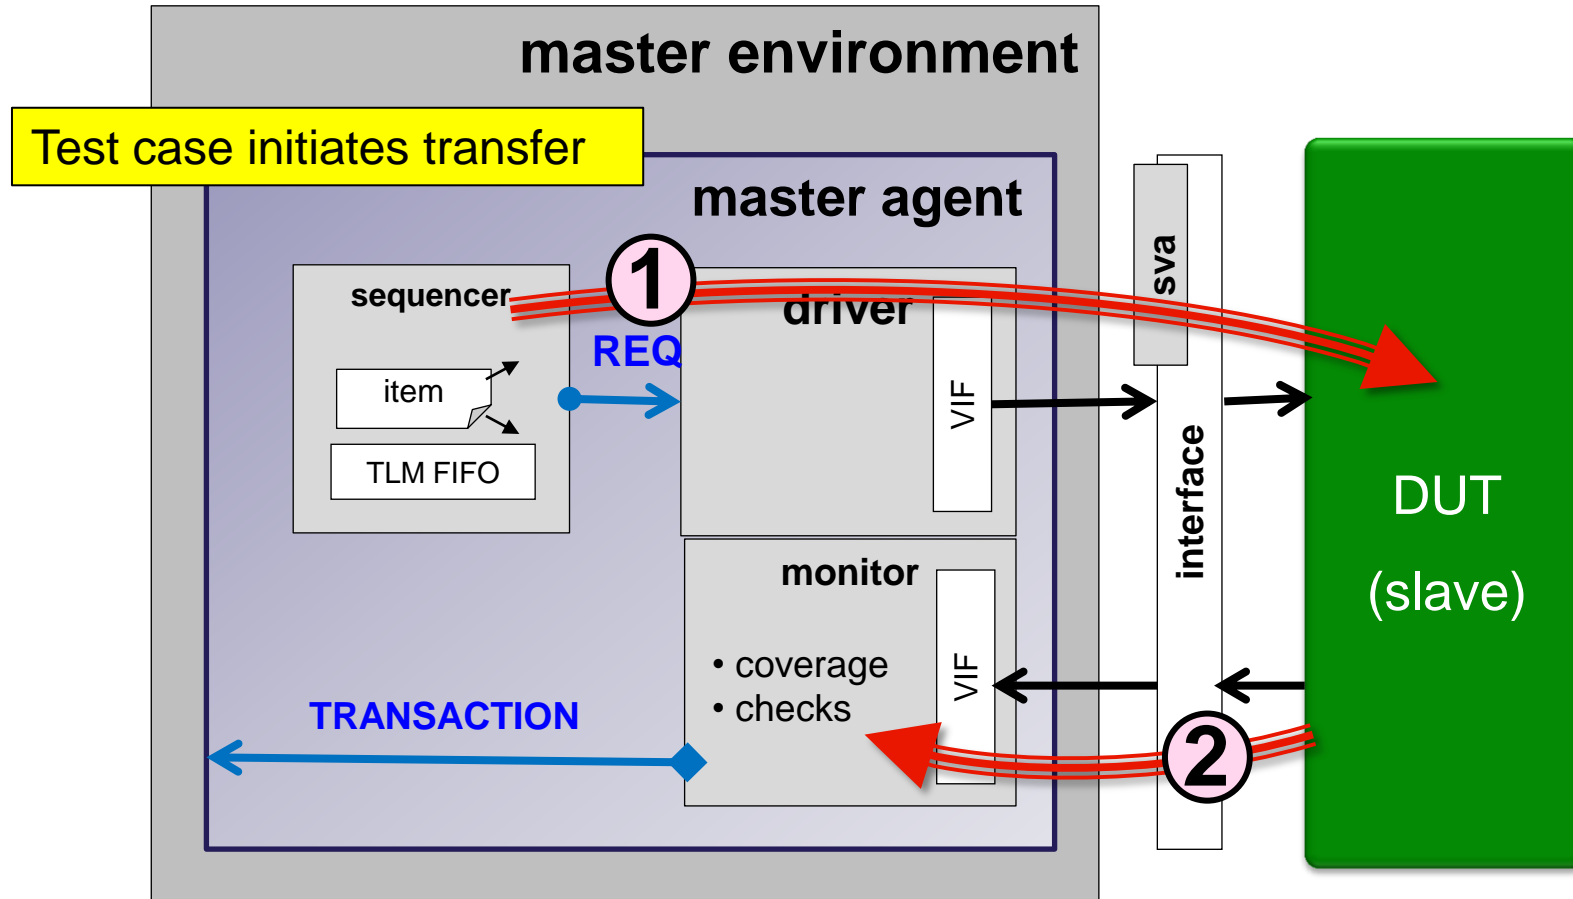 master environment
Test case initiates transfer
master agent
sequencer
item
TLM FIFO
1
REQ
driver
VIF
sva
interface
DUT
(slave)
monitor
• coverage
• checks
VIF
TRANSACTION
2